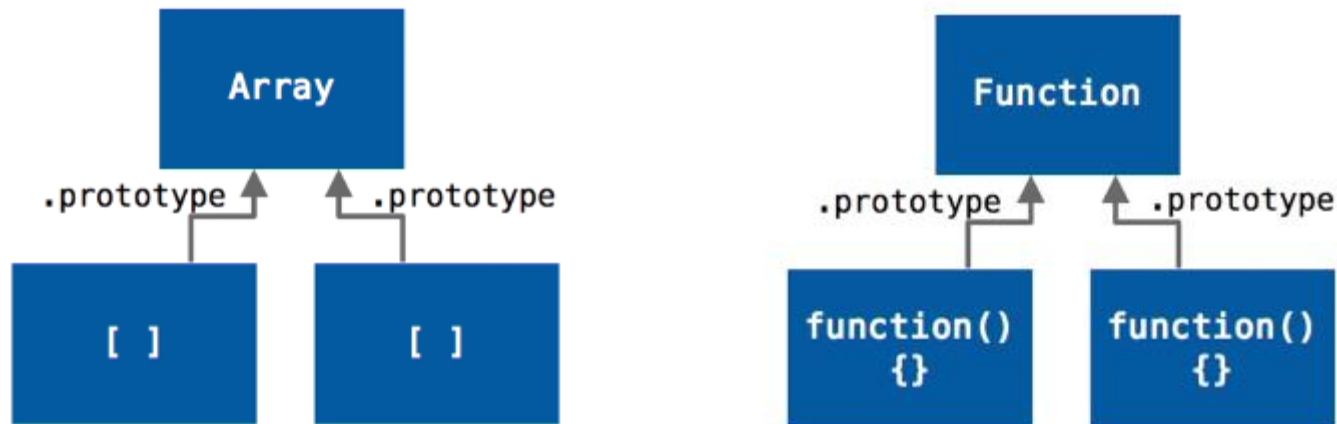 Array
Function
.prototype
.prototype
.prototype
.prototype
[ ]
[ ]
function()
{}
function()
{}